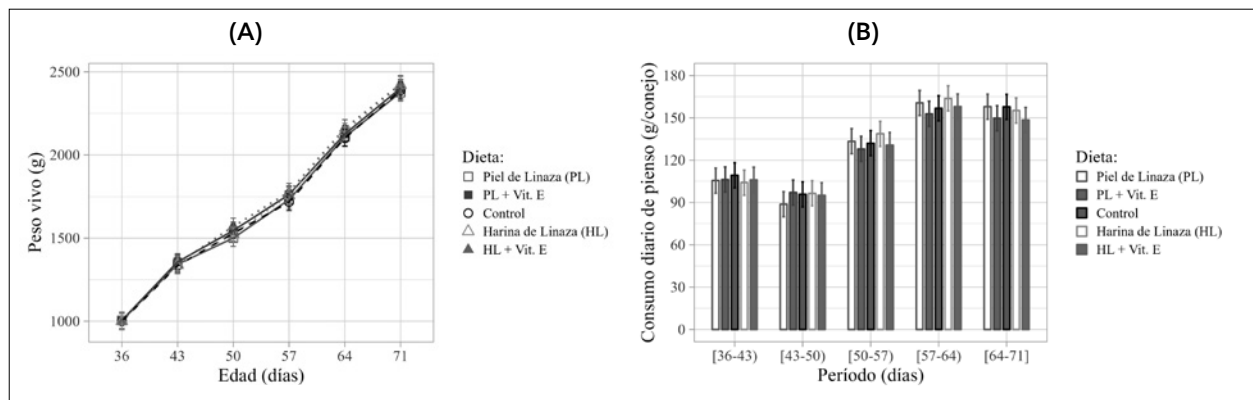 (A)
2500
2000
1500
1000
Peso vivo (g)
36 43 50 57 64 71
Edad (días)
Dieta:
Piel de Linaza (PL)
PL + Vit. E
Control
Harina de Linaza (HL)
HL + Vit. E
(B)
180
150
120
90
60
30
0
Consumo diario de pienso (g/conejo)
[36-43) [43-50) [50-57) [57-64) [64-71]
Período (días)
Dieta:
Piel de Linaza (PL)
PL + Vit. E
Control
Harina de Linaza (HL)
HL + Vit. E